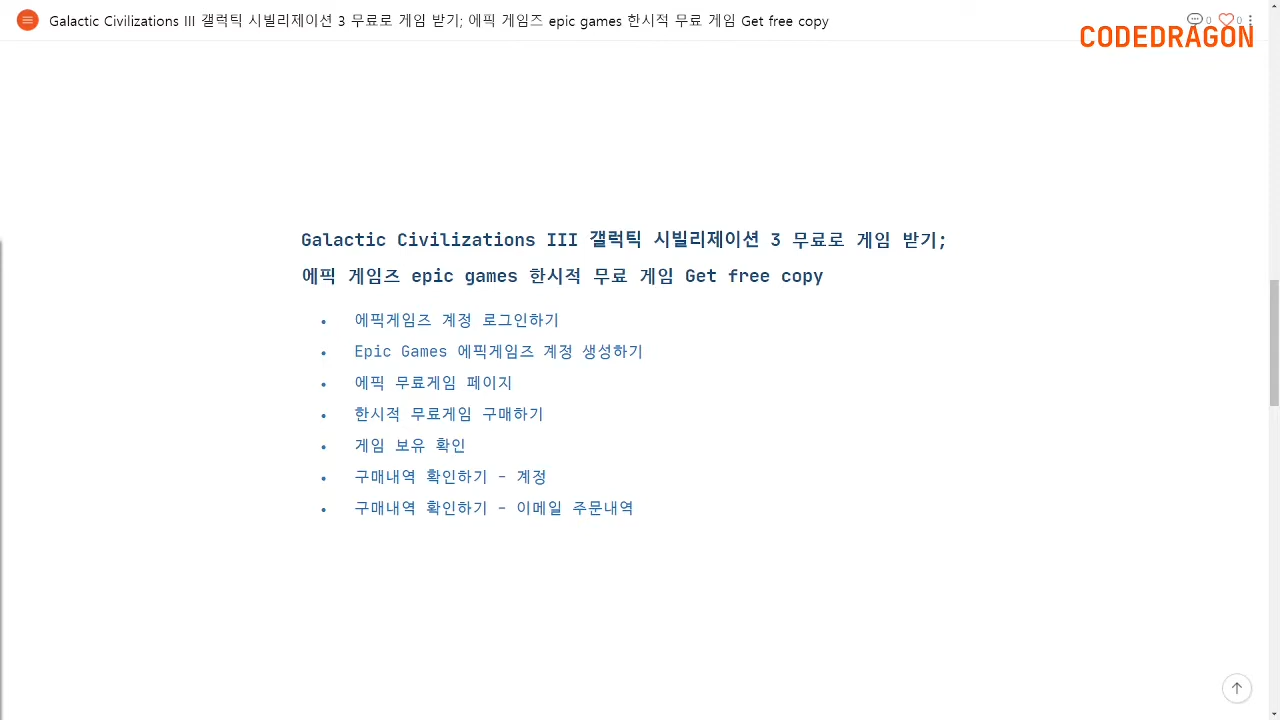 Galactic Civilizations III 갤럭틱 시빌리제이션 3 무료로 게임 받기; 에픽 게임즈 epic games 한시적 무료 게임 Get free copy
0 0
CODEDRAGON
Galactic Civilizations III 갤럭틱 시빌리제이션 3 무료로 게임 받기;
에픽 게임즈 epic games 한시적 무료 게임 Get free copy
• 에픽게임즈 계정 로그인하기
• Epic Games 에픽게임즈 계정 생성하기
• 에픽 무료게임 페이지
• 한시적 무료게임 구매하기
• 게임 보유 확인
• 구매내역 확인하기 - 계정
• 구매내역 확인하기 - 이메일 주문내역